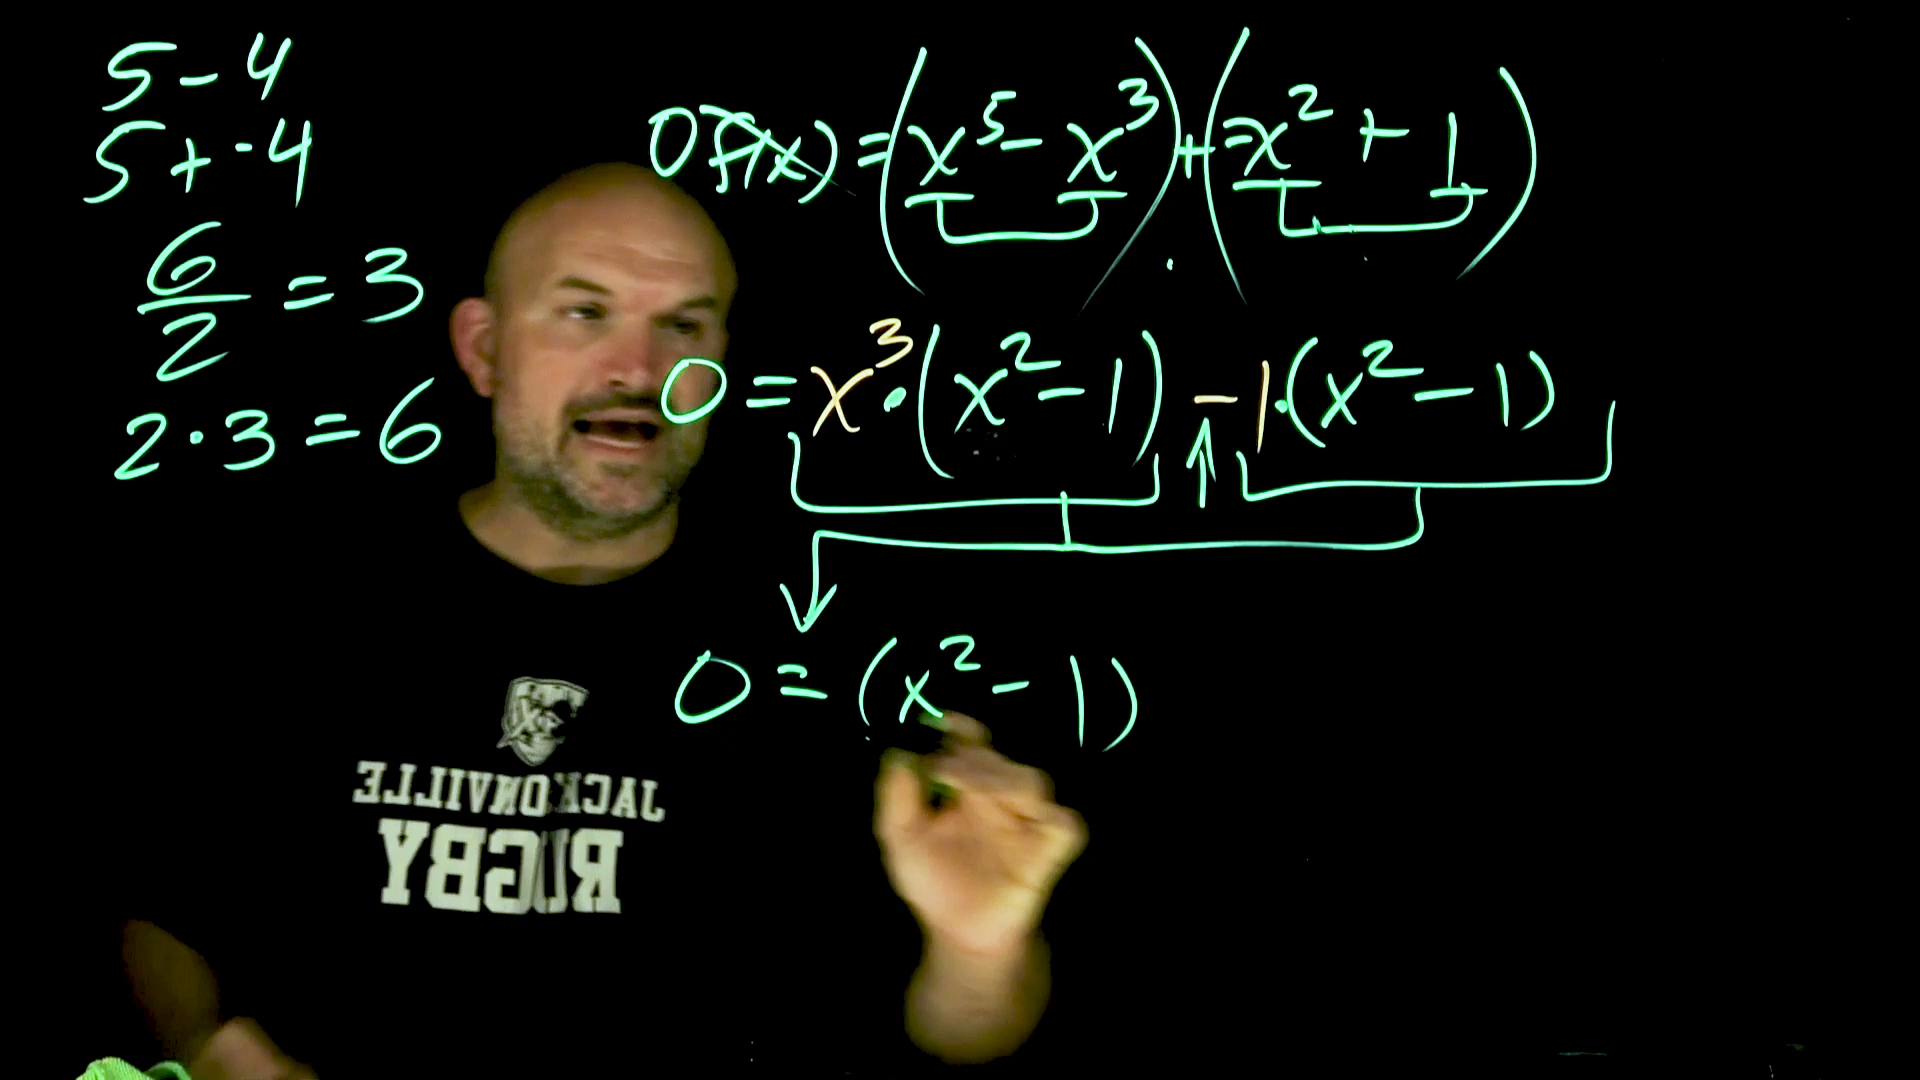 5 - 4
5 + -4
6/2 = 3
2 · 3 = 6
0 f(x) = (x⁵ - x³) + (-x² + 1)
0 = x³ · (x² - 1) - 1 · (x² - 1)
0 = (x² - 1)
JACKSONVILLE
RUGBY